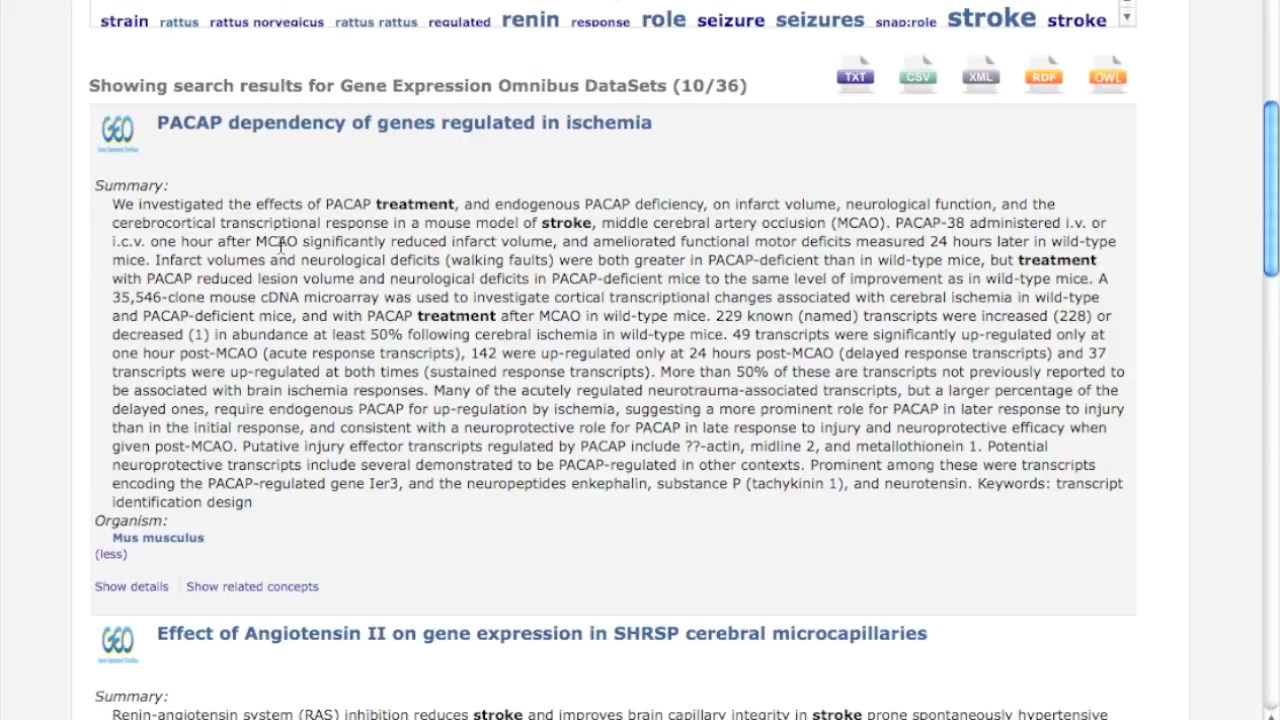 strain rattus rattus norvegicus rattus rattus regulated renin response role seizure seizures snap:role stroke stroke
TXT CSV XML RDF OWL
Showing search results for Gene Expression Omnibus DataSets (10/36)
GEO PACAP dependency of genes regulated in ischemia
Summary:
We investigated the effects of PACAP treatment, and endogenous PACAP deficiency, on infarct volume, neurological function, and the
cerebrocortical transcriptional response in a mouse model of stroke, middle cerebral artery occlusion (MCAO). PACAP-38 administered i.v. or
i.c.v. one hour after MCAO significantly reduced infarct volume, and ameliorated functional motor deficits measured 24 hours later in wild-type
mice. Infarct volumes and neurological deficits (walking faults) were both greater in PACAP-deficient than in wild-type mice, but treatment
with PACAP reduced lesion volume and neurological deficits in PACAP-deficient mice to the same level of improvement as in wild-type mice. A
35,546-clone mouse cDNA microarray was used to investigate cortical transcriptional changes associated with cerebral ischemia in wild-type
and PACAP-deficient mice, and with PACAP treatment after MCAO in wild-type mice. 229 known (named) transcripts were increased (228) or
decreased (1) in abundance at least 50% following cerebral ischemia in wild-type mice. 49 transcripts were significantly up-regulated only at
one hour post-MCAO (acute response transcripts), 142 were up-regulated only at 24 hours post-MCAO (delayed response transcripts) and 37
transcripts were up-regulated at both times (sustained response transcripts). More than 50% of these are transcripts not previously reported to
be associated with brain ischemia responses. Many of the acutely regulated neurotrauma-associated transcripts, but a larger percentage of the
delayed ones, require endogenous PACAP for up-regulation by ischemia, suggesting a more prominent role for PACAP in later response to injury
than in the initial response, and consistent with a neuroprotective role for PACAP in late response to injury and neuroprotective efficacy when
given post-MCAO. Putative injury effector transcripts regulated by PACAP include ??-actin, midline 2, and metallothionein 1. Potential
neuroprotective transcripts include several demonstrated to be PACAP-regulated in other contexts. Prominent among these were transcripts
encoding the PACAP-regulated gene Ier3, and the neuropeptides enkephalin, substance P (tachykinin 1), and neurotensin. Keywords: transcript
identification design
Organism:
Mus musculus
(less)
Show details Show related concepts
GEO Effect of Angiotensin II on gene expression in SHRSP cerebral microcapillaries
Summary:
Renin-angiotensin system (RAS) inhibition reduces stroke and improves brain capillary integrity in stroke prone spontaneously hypertensive